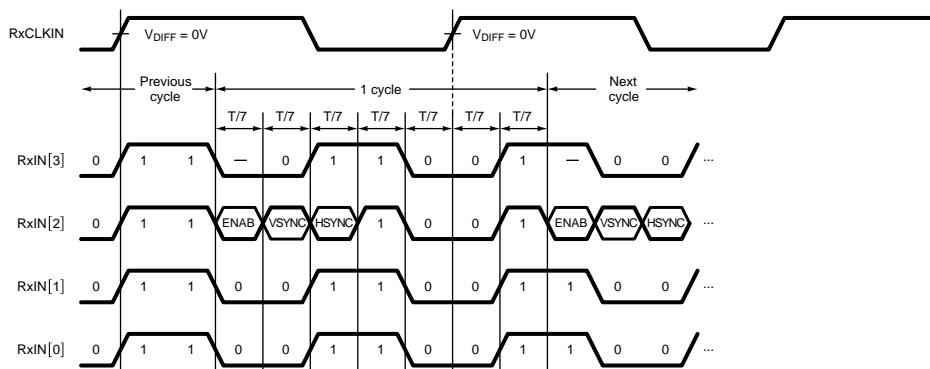 RxCLKIN VDIFF = 0V VDIFF = 0V
Previous cycle 1 cycle Next cycle
T/7 T/7 T/7 T/7 T/7 T/7 T/7
RxIN[3] 0 1 1 — 0 1 1 0 0 1 — 0 0 ...
RxIN[2] 0 1 1 ENAB VSYNC HSYNC 1 0 0 1 ENAB VSYNC HSYNC ...
RxIN[1] 0 1 1 0 0 1 1 0 0 1 1 0 0 ...
RxIN[0] 0 1 1 0 0 1 1 0 0 1 1 0 0 ...